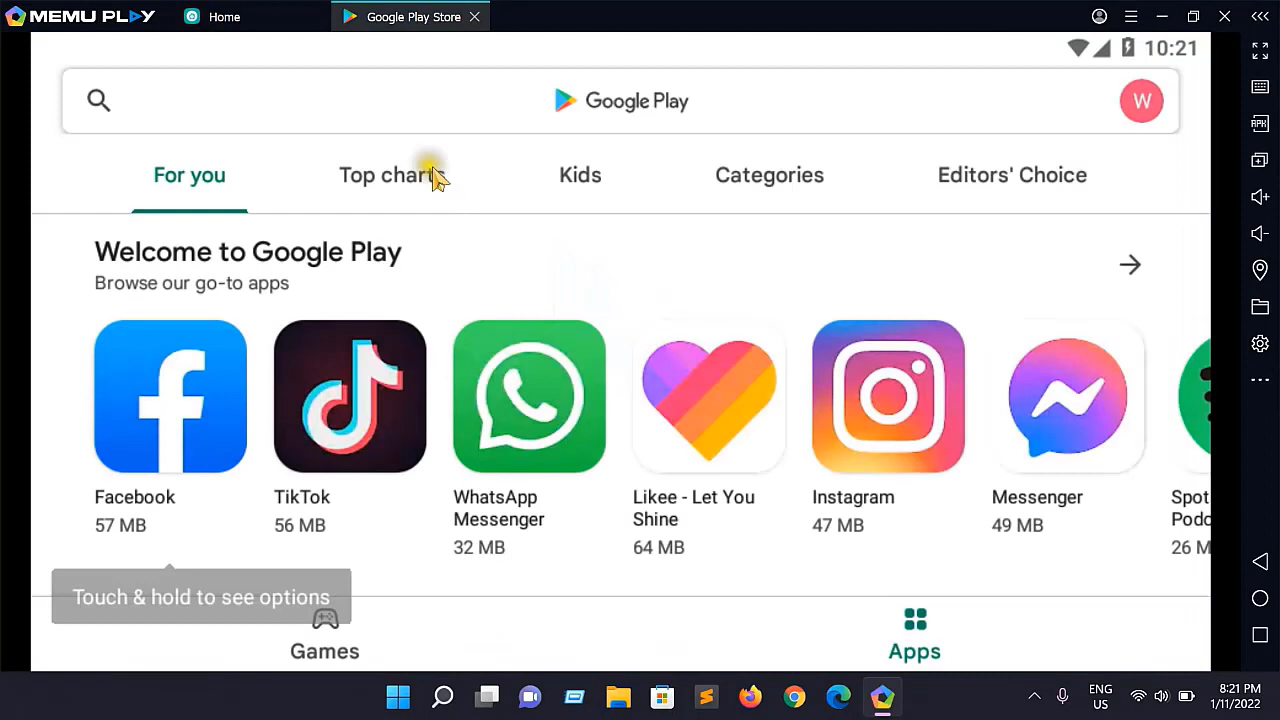 MEMU PLAY
Home
Google Play Store
10:21
Google Play
W
For you
Top charts
Kids
Categories
Editors' Choice
Welcome to Google Play
Browse our go-to apps
Facebook
57 MB
TikTok
56 MB
WhatsApp
Messenger
32 MB
Likee - Let You
Shine
64 MB
Instagram
47 MB
Messenger
49 MB
Spot
Podc
26 M
Touch & hold to see options
Games
Apps
APK
ENG
US
8:21 PM
1/11/2022